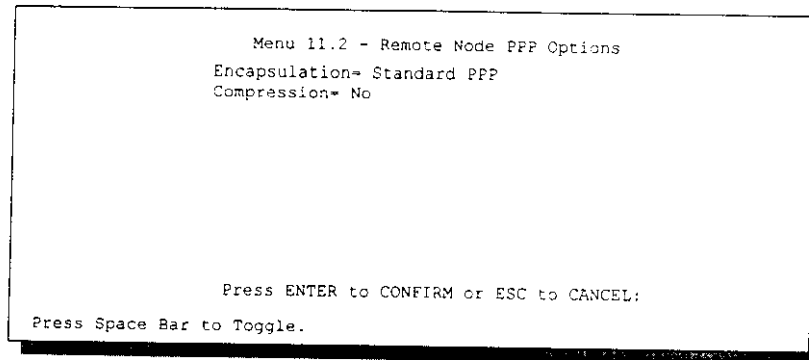 Menu 11.2 - Remote Node PPP Options
Encapsulation= Standard PPP
Compression= No
Press ENTER to CONFIRM or ESC to CANCEL:
Press Space Bar to Toggle.